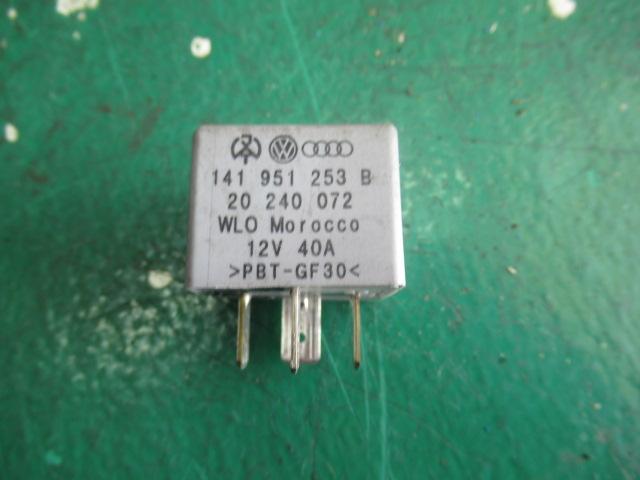 141 951 253 B
20 240 072
WLO Morocco
12V 40A
>PBT-GF30<